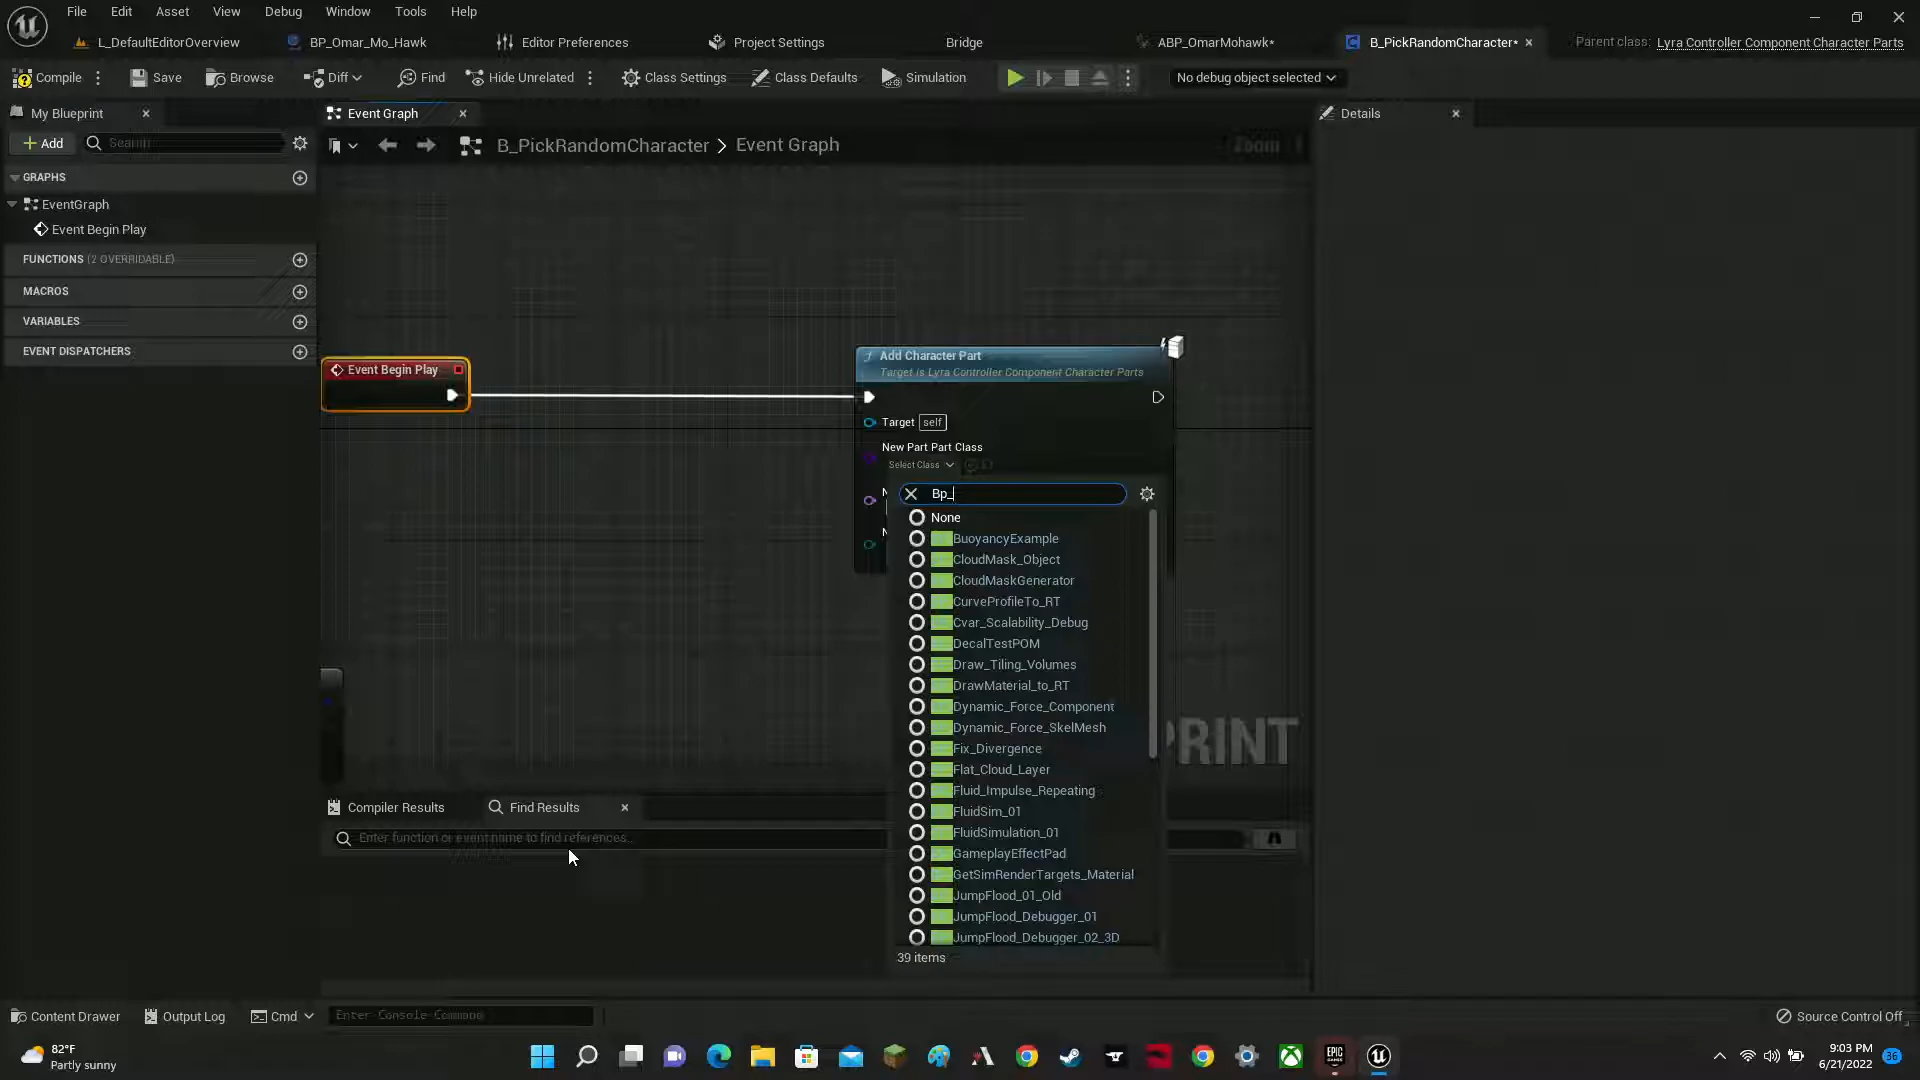 File Edit Asset View Debug Window Tools Help
L_DefaultEditorOverview BP_Omar_Mo_Hawk Editor Preferences Project Settings Bridge ABP_OmarMohawk* B_PickRandomCharacter* Parent class: Lyra Controller Component Character Parts
Compile Save Browse Diff Find Hide Unrelated Class Settings Class Defaults Simulation No debug object selected
My Blueprint Event Graph Details
Add Search B_PickRandomCharacter > Event Graph Zoom
GRAPHS
EventGraph
Event Begin Play
FUNCTIONS (2 OVERRIDABLE)
MACROS
VARIABLES
EVENT DISPATCHERS
Event Begin Play
Add Character Part
Target is Lyra Controller Component Character Parts
Target self
New Part Part Class
Select Class
Bp_
None
BuoyancyExample
CloudMask_Object
CloudMaskGenerator
CurveProfileTo_RT
Cvar_Scalability_Debug
DecalTestPOM
Draw_Tiling_Volumes
DrawMaterial_to_RT
Dynamic_Force_Component
Dynamic_Force_SkelMesh
Fix_Divergence
Flat_Cloud_Layer
Fluid_Impulse_Repeating
FluidSim_01
FluidSimulation_01
GameplayEffectPad
GetSimRenderTargets_Material
JumpFlood_01_Old
JumpFlood_Debugger_01
JumpFlood_Debugger_02_3D
39 items
PRINT
Compiler Results Find Results
Enter function or event name to find references...
Content Drawer Output Log Cmd Enter Console Command Source Control Off
82°F
Partly sunny
9:03 PM
6/21/2022
36